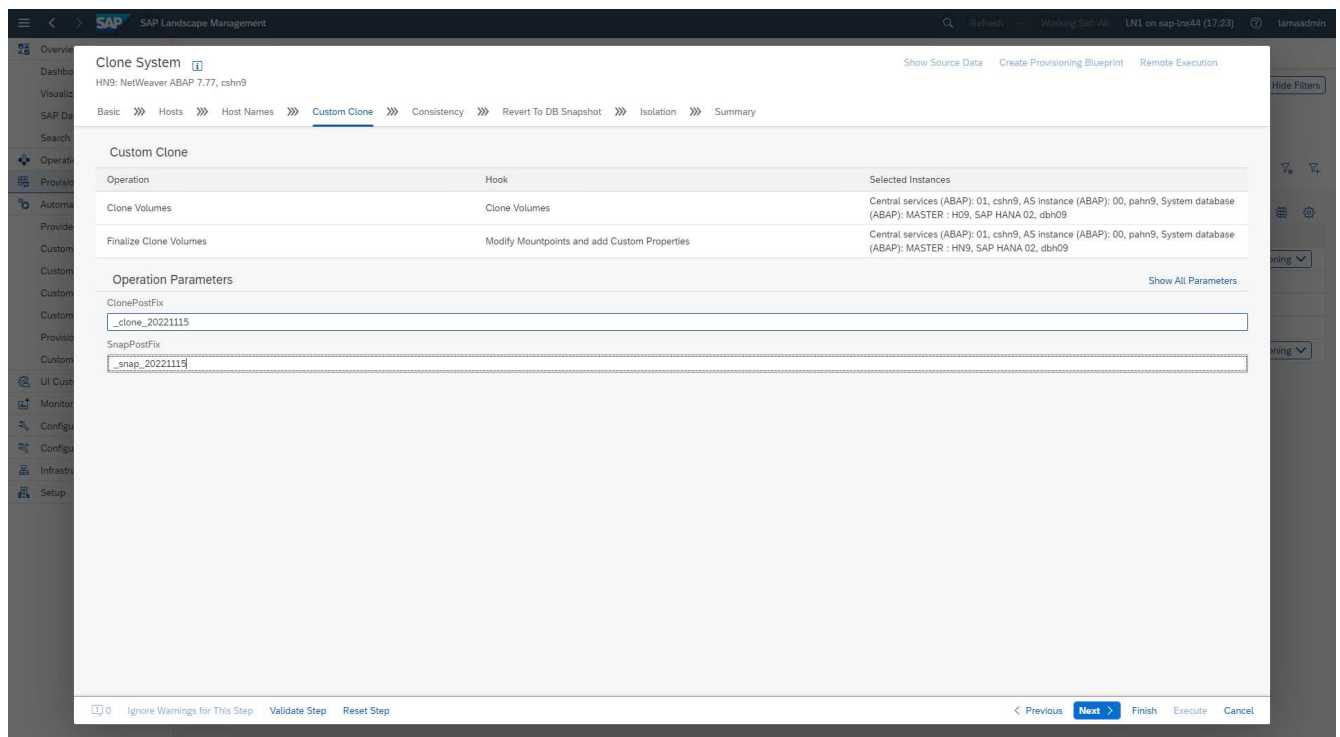 SAP SAP Landscape Management Refresh Working Set: All LN1 on sap-lnx44 (17:23) lamaadmin
Overvie
Dashbo
Visualiz
SAP Da
Search
Operati
Provisio
Automa
Provide
Custom
Custom
Custom
Custom
Provisio
Custom
UI Cust
Monitor
Configu
Configu
Infrastru
Setup
Hide Filters
oning
oning
Clone System
Show Source Data Create Provisioning Blueprint Remote Execution
HN9: NetWeaver ABAP 7.77, cshn9
Basic Hosts Host Names Custom Clone Consistency Revert To DB Snapshot Isolation Summary
Custom Clone
Operation Hook Selected Instances
Clone Volumes Clone Volumes Central services (ABAP): 01, cshn9, AS instance (ABAP): 00, pahn9, System database
(ABAP): MASTER : H09, SAP HANA 02, dbh09
Finalize Clone Volumes Modify Mountpoints and add Custom Properties Central services (ABAP): 01, cshn9, AS instance (ABAP): 00, pahn9, System database
(ABAP): MASTER : HN9, SAP HANA 02, dbh09
Operation Parameters Show All Parameters
ClonePostFix
_clone_20221115
SnapPostFix
_snap_20221115
0 Ignore Warnings for This Step Validate Step Reset Step < Previous Next > Finish Execute Cancel